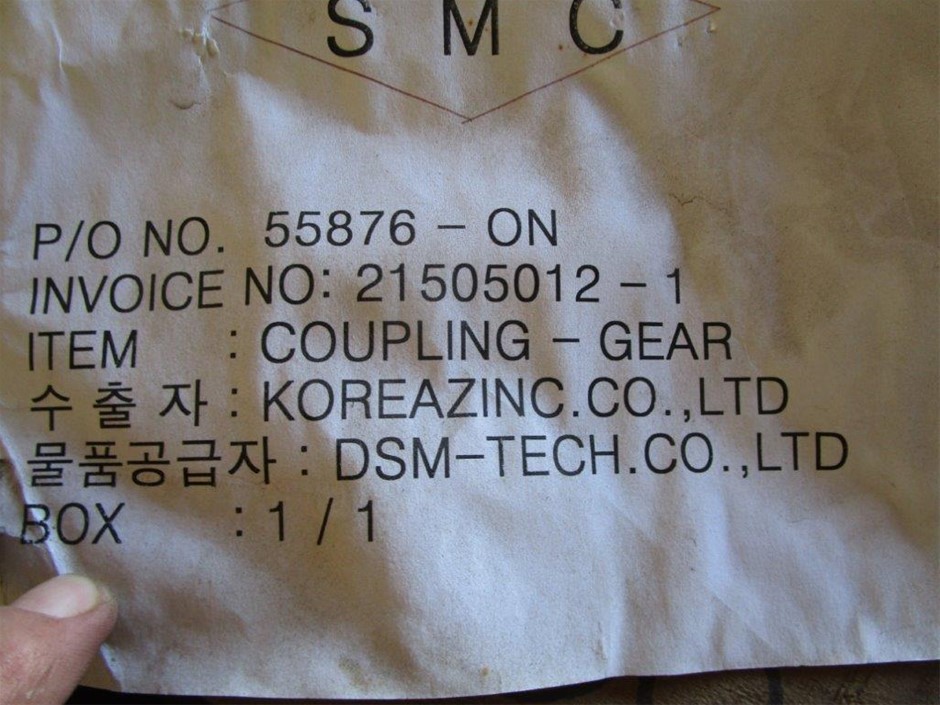 SMC
P/O NO. 55876 - ON
INVOICE NO: 21505012 - 1
ITEM : COUPLING - GEAR
수 출 자 : KOREAZINC.CO.,LTD
물품공급자 : DSM-TECH.CO.,LTD
BOX : 1 / 1